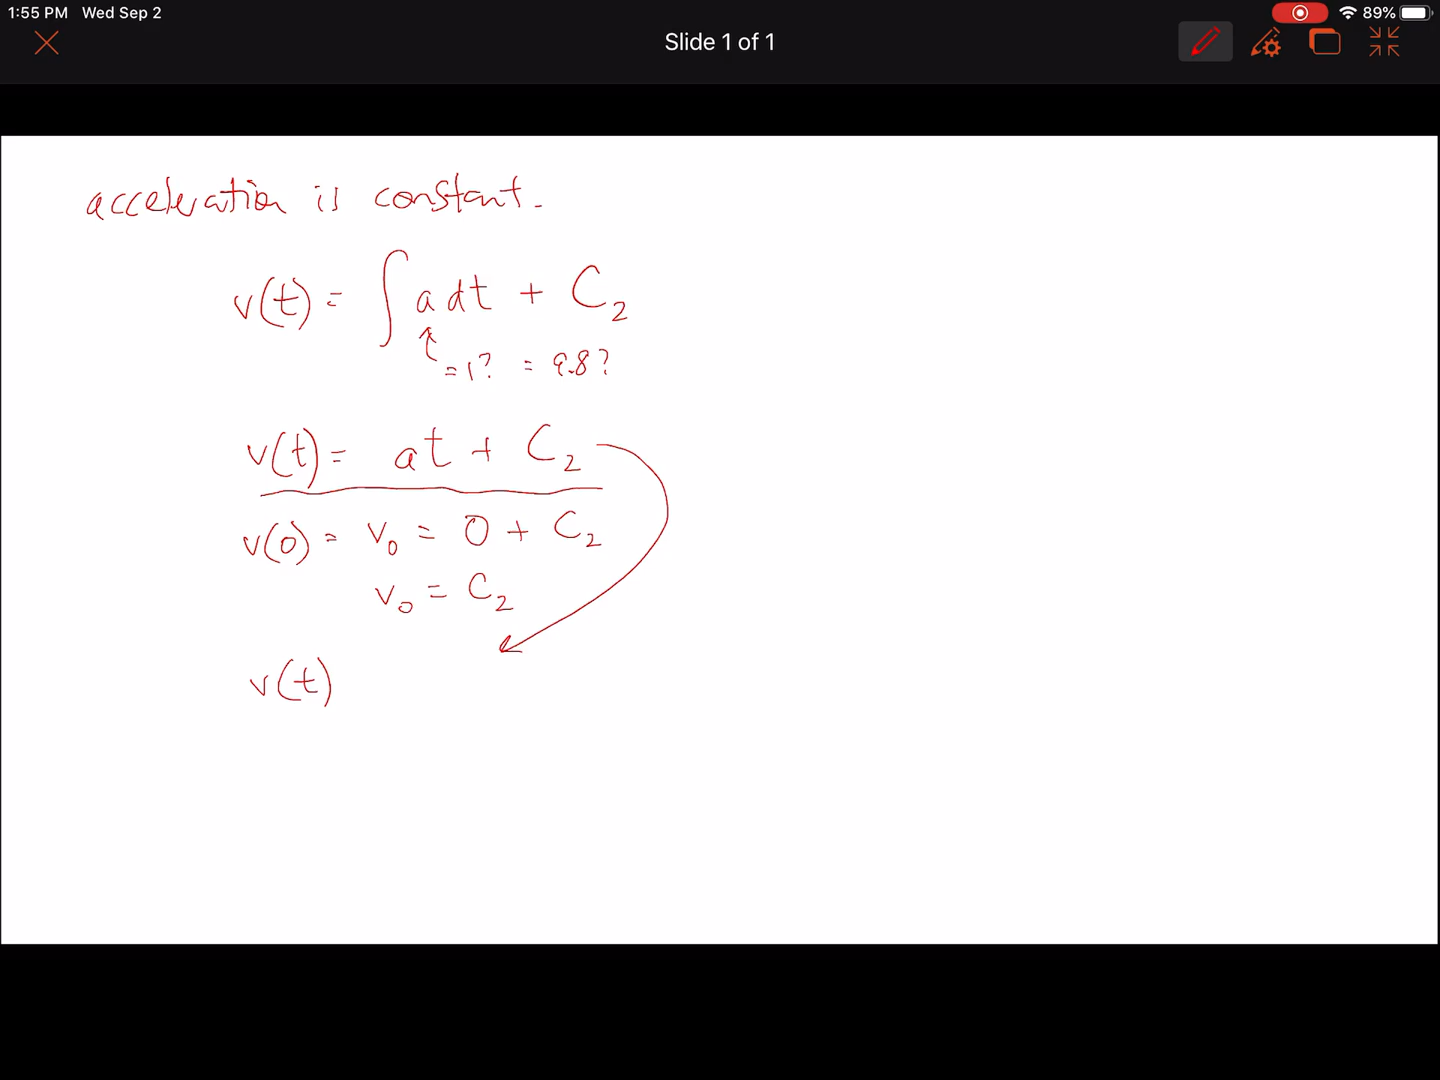 1:55 PM Wed Sep 2
89%
Slide 1 of 1
acceleration is constant.
v(t) = ∫ a dt + C₂
= 1? = 9.8?
v(t) = at + C₂
v(0) = v₀ = 0 + C₂
v₀ = C₂
v(t)